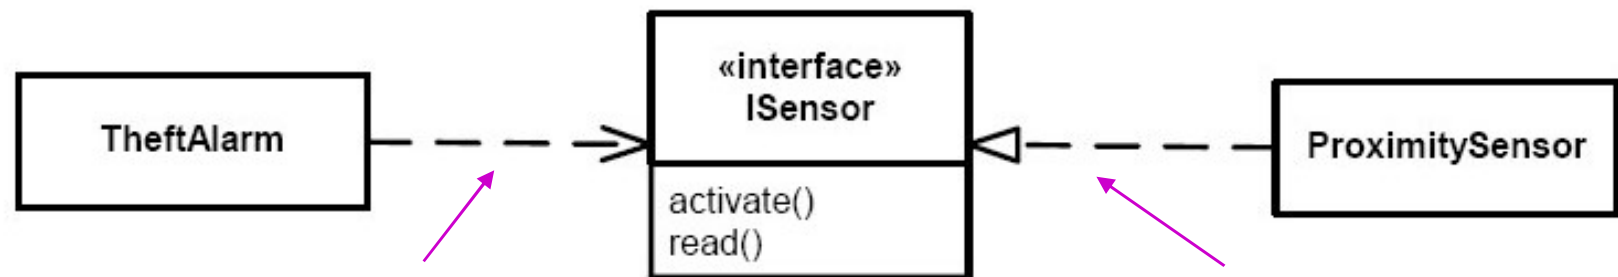 TheftAlarm
«interface»
ISensor
activate()
read()
ProximitySensor